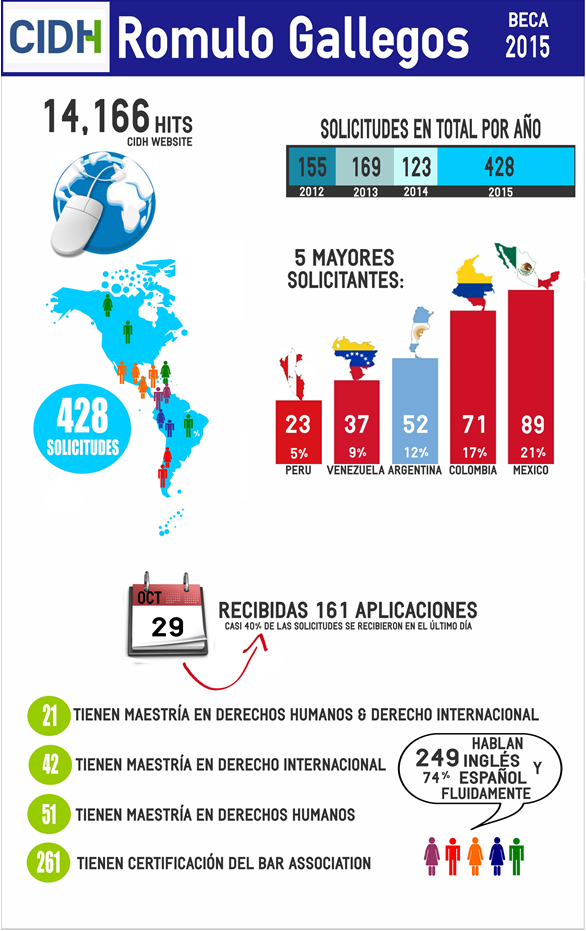 CIDH
Romulo Gallegos
BECA
2015
14,166 HITS
CIDH WEBSITE
SOLICITUDES EN TOTAL POR AÑO
155 169 123 428
2012 2013 2014 2015
5 MAYORES
SOLICITANTES:
428
SOLICITUDES
23 37 52 71 89
5% 9% 12% 17% 21%
PERU VENEZUELA ARGENTINA COLOMBIA MEXICO
OCT
29
RECIBIDAS 161 APLICACIONES
CASI 40% DE LAS SOLICITUDES SE RECIBIERON EN EL ÚLTIMO DÍA
21 TIENEN MAESTRÍA EN DERECHOS HUMANOS & DERECHO INTERNACIONAL
42 TIENEN MAESTRÍA EN DERECHO INTERNACIONAL
51 TIENEN MAESTRÍA EN DERECHOS HUMANOS
261 TIENEN CERTIFICACIÓN DEL BAR ASSOCIATION
HABLAN
249 INGLÉS Y
74% ESPAÑOL
FLUIDAMENTE